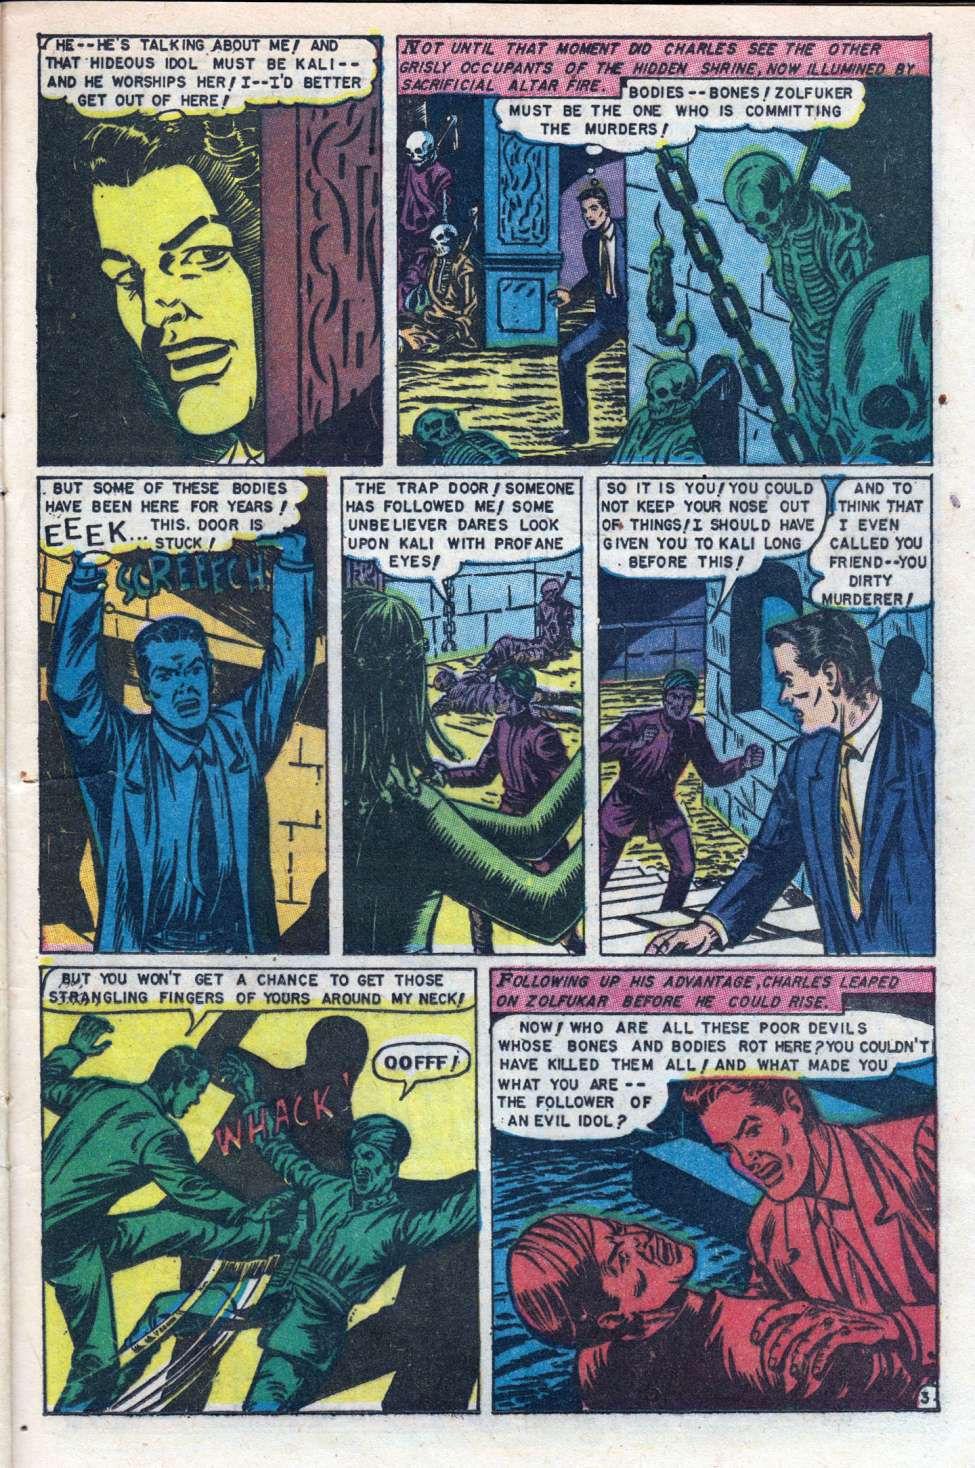 HE--HE'S TALKING ABOUT ME! AND
THAT HIDEOUS IDOL MUST BE KALI--
AND HE WORSHIPS HER! I--I'D BETTER
GET OUT OF HERE!
NOT UNTIL THAT MOMENT DID CHARLES SEE THE OTHER
GRISLY OCCUPANTS OF THE HIDDEN SHRINE, NOW ILLUMINED BY
SACRIFICIAL ALTAR FIRE.
BODIES--BONES! ZOLFUKER
MUST BE THE ONE WHO IS COMMITTING
THE MURDERS!
BUT SOME OF THESE BODIES
HAVE BEEN HERE FOR YEARS!
EEEK...
THIS DOOR IS
STUCK!
SCREEECH
THE TRAP DOOR! SOMEONE
HAS FOLLOWED ME! SOME
UNBELIEVER DARES LOOK
UPON KALI WITH PROFANE
EYES!
SO IT IS YOU! YOU COULD
NOT KEEP YOUR NOSE OUT
OF THINGS! I SHOULD HAVE
GIVEN YOU TO KALI LONG
BEFORE THIS!
AND TO
THINK THAT
I EVEN
CALLED YOU
FRIEND--YOU
DIRTY
MURDERER!
BUT YOU WON'T GET A CHANCE TO GET THOSE
STRANGLING FINGERS OF YOURS AROUND MY NECK!
OOFFF!
WHACK!
FOLLOWING UP HIS ADVANTAGE, CHARLES LEAPED
ON ZOLFUKAR BEFORE HE COULD RISE.
NOW! WHO ARE ALL THESE POOR DEVILS
WHOSE BONES AND BODIES ROT HERE? YOU COULDN'T
HAVE KILLED THEM ALL! AND WHAT MADE YOU
WHAT YOU ARE--
THE FOLLOWER OF
AN EVIL IDOL?
3